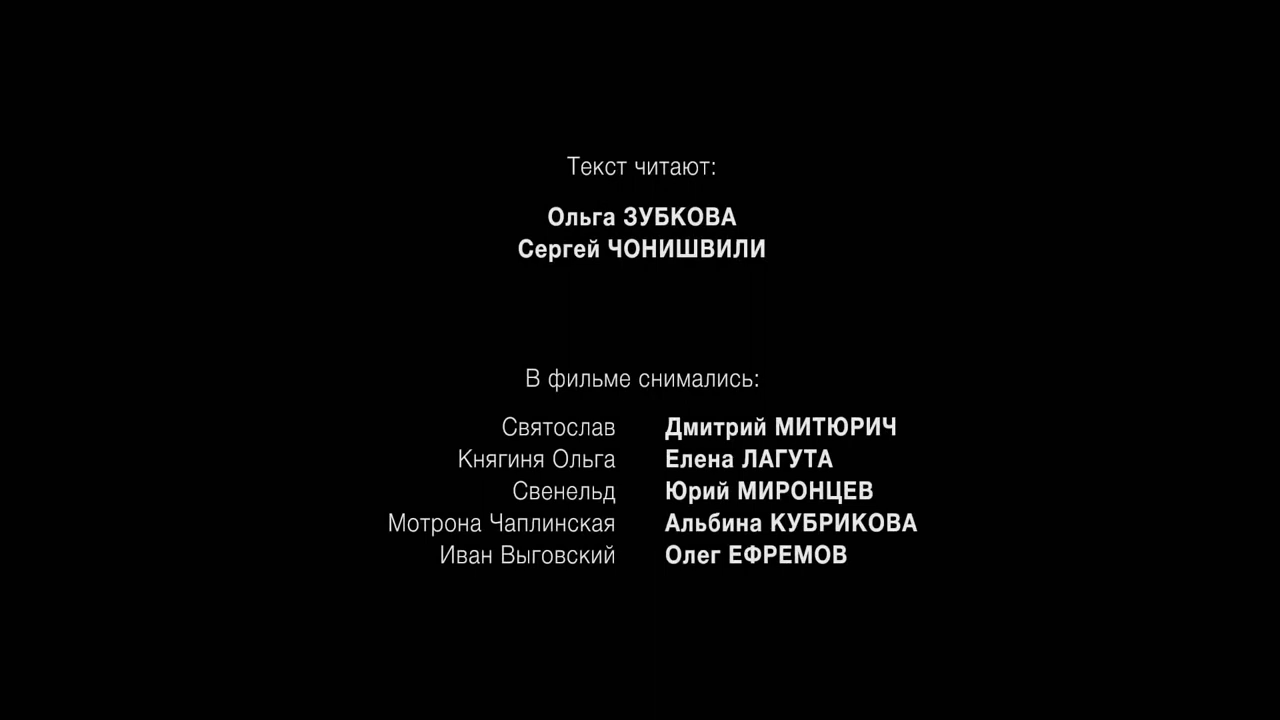 Текст читают:
Ольга ЗУБКОВА
Сергей ЧОНИШВИЛИ
В фильме снимались:
Святослав Дмитрий МИТЮРИЧ
Княгиня Ольга Елена ЛАГУТА
Свенельд Юрий МИРОНЦЕВ
Мотрона Чаплинская Альбина КУБРИКОВА
Иван Выговский Олег ЕФРЕМОВ